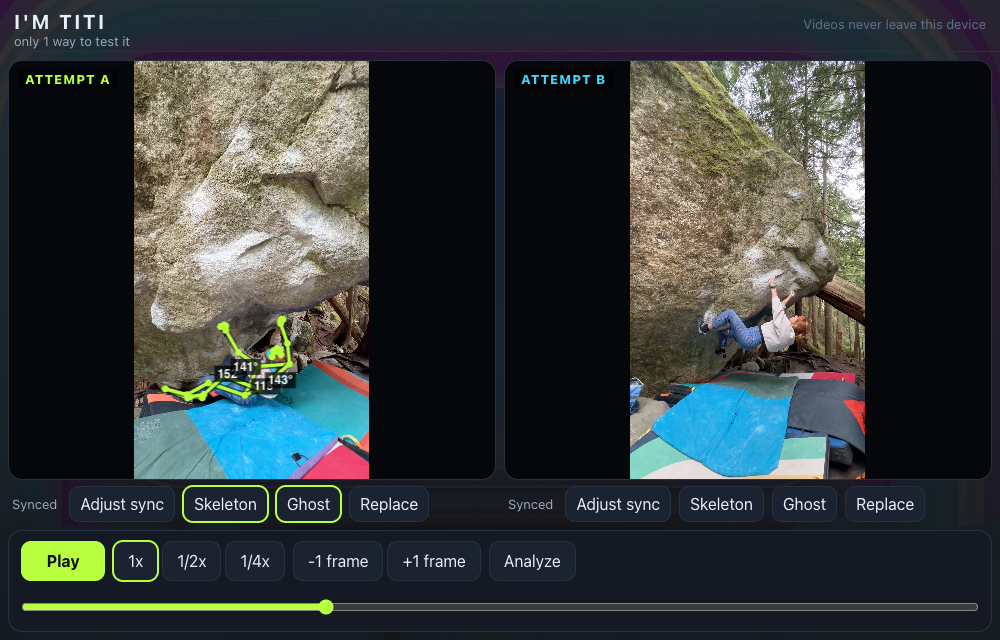 I'M TITI
only 1 way to test it
Videos never leave this device
ATTEMPT A
ATTEMPT B
141°
152
143°
Synced
Adjust sync
Skeleton
Ghost
Replace
Synced
Adjust sync
Skeleton
Ghost
Replace
Play
1x
1/2x
1/4x
-1 frame
+1 frame
Analyze